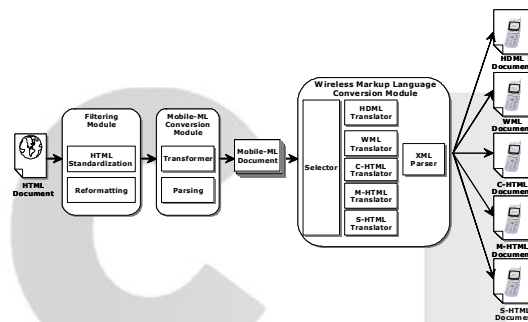 HTML
Document
Filtering
Module
HTML
Standardization
Reformatting
Mobile-ML
Conversion
Module
Transformer
Parsing
Mobile-ML
Document
Wireless Markup Language
Conversion Module
Selector
HDML
Translator
WML
Translator
C-HTML
Translator
M-HTML
Translator
S-HTML
Translator
XML
Parser
HDML
Document
WML
Document
C-HTML
Document
M-HTML
Document
S-HTML
Document